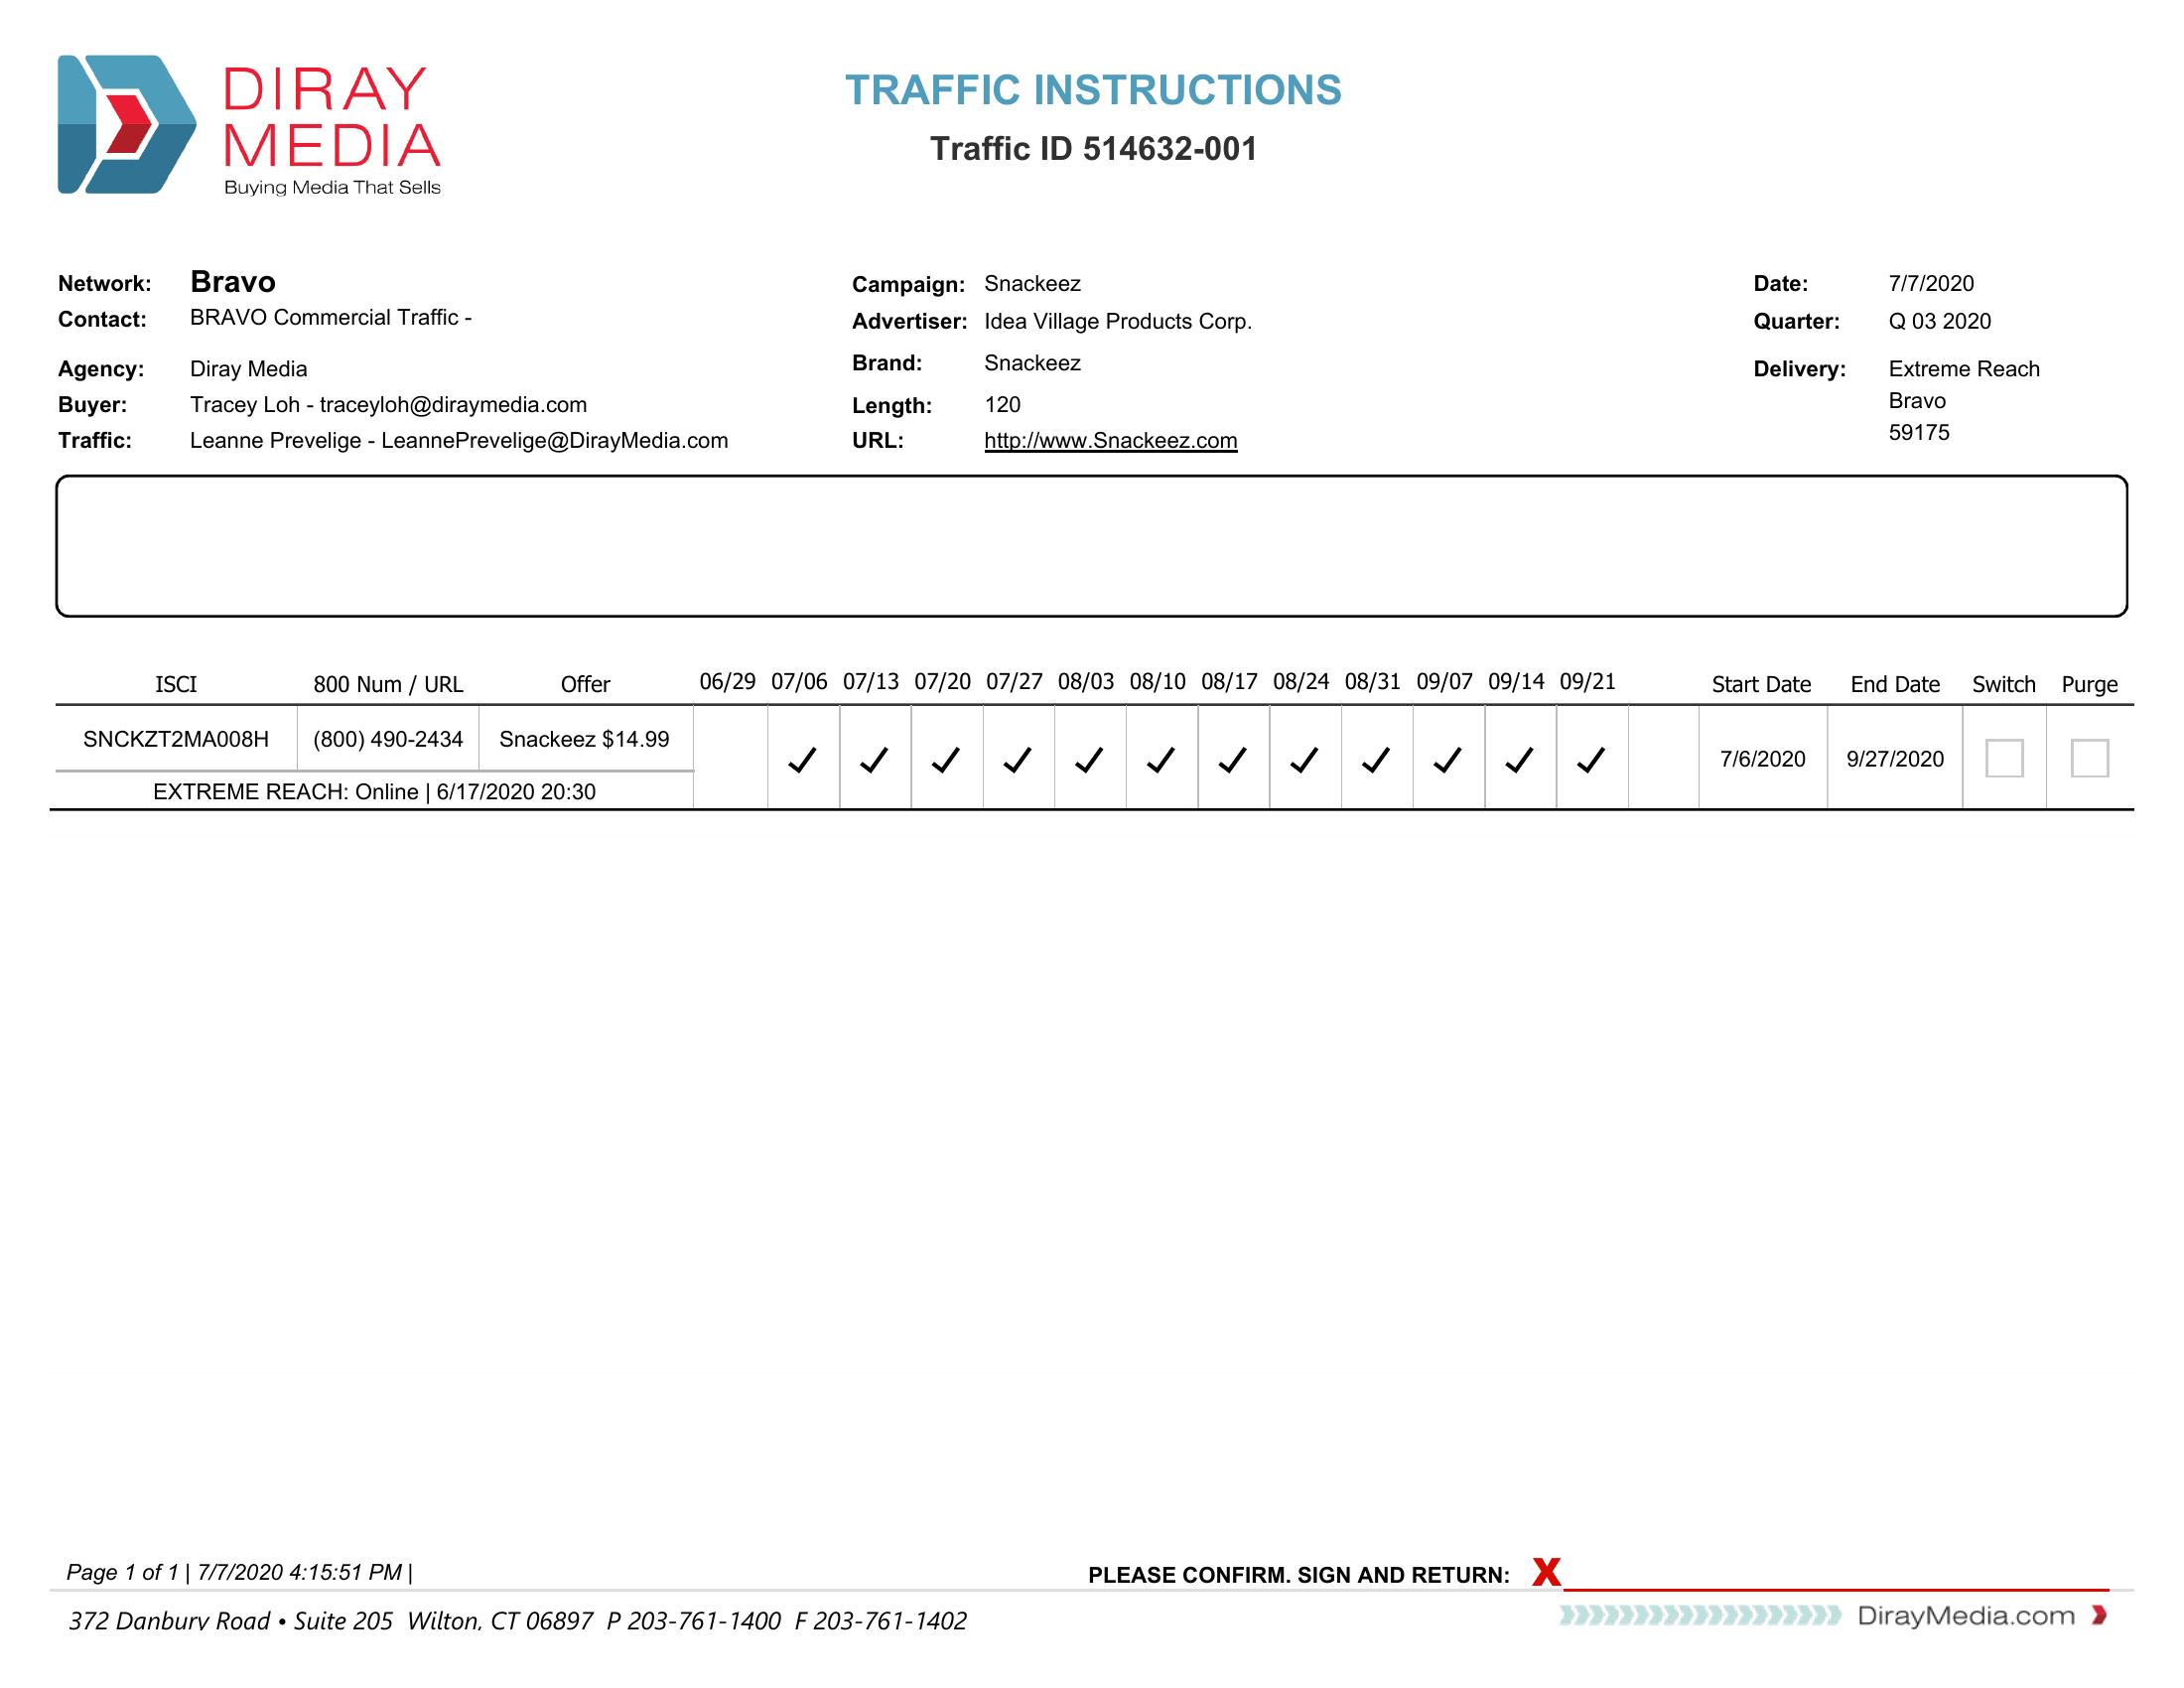 DIRAY
MEDIA
Buying Media That Sells
TRAFFIC INSTRUCTIONS
Traffic ID 514632-001
Network: Bravo
Contact: BRAVO Commercial Traffic -
Agency: Diray Media
Buyer: Tracey Loh - traceyloh@diraymedia.com
Traffic: Leanne Prevelige - LeannePrevelige@DirayMedia.com
Campaign: Snackeez
Advertiser: Idea Village Products Corp.
Brand: Snackeez
Length: 120
URL: http://www.Snackeez.com
Date: 7/7/2020
Quarter: Q 03 2020
Delivery: Extreme Reach
Bravo
59175
ISCI 800 Num / URL Offer 06/29 07/06 07/13 07/20 07/27 08/03 08/10 08/17 08/24 08/31 09/07 09/14 09/21 Start Date End Date Switch Purge
SNCKZT2MA008H (800) 490-2434 Snackeez $14.99 ✓ ✓ ✓ ✓ ✓ ✓ ✓ ✓ ✓ ✓ ✓ ✓ 7/6/2020 9/27/2020
EXTREME REACH: Online | 6/17/2020 20:30
Page 1 of 1 | 7/7/2020 4:15:51 PM |
PLEASE CONFIRM. SIGN AND RETURN: X
372 Danbury Road • Suite 205 Wilton, CT 06897 P 203-761-1400 F 203-761-1402
DirayMedia.com